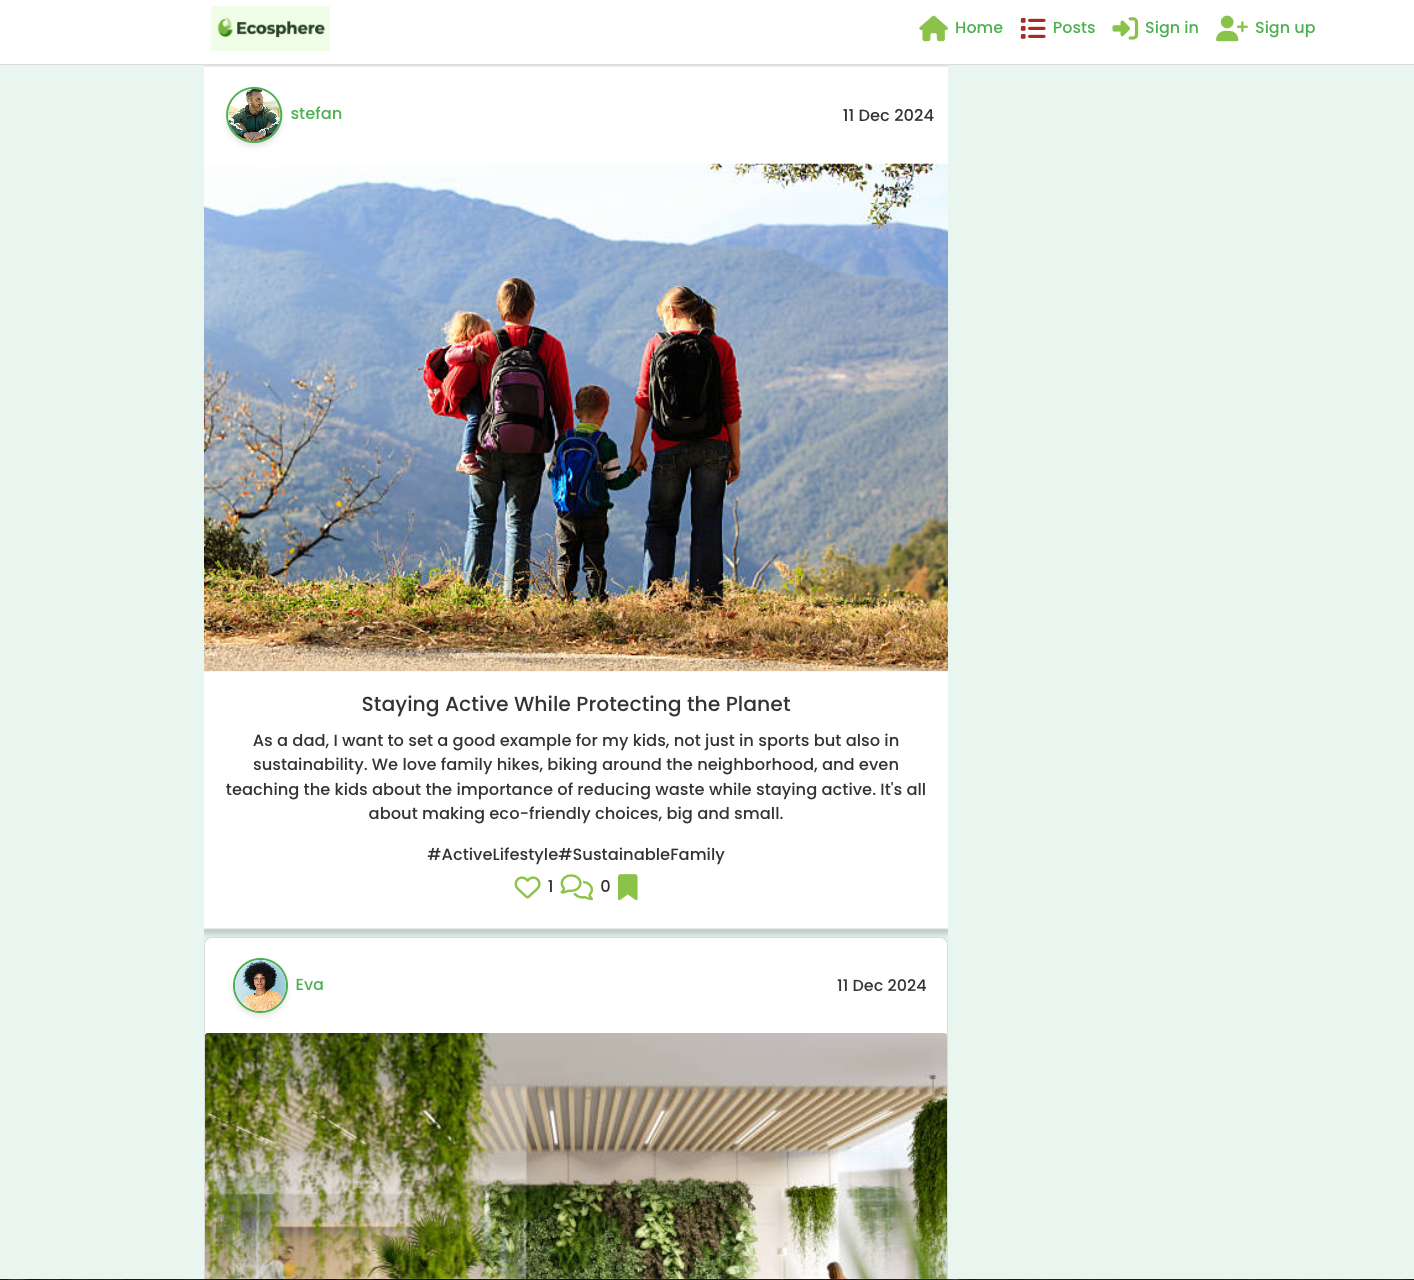 Ecosphere
Home
Posts
Sign in
Sign up
stefan
11 Dec 2024
Staying Active While Protecting the Planet
As a dad, I want to set a good example for my kids, not just in sports but also in
sustainability. We love family hikes, biking around the neighborhood, and even
teaching the kids about the importance of reducing waste while staying active. It's all
about making eco-friendly choices, big and small.
#ActiveLifestyle#SustainableFamily
1
0
Eva
11 Dec 2024